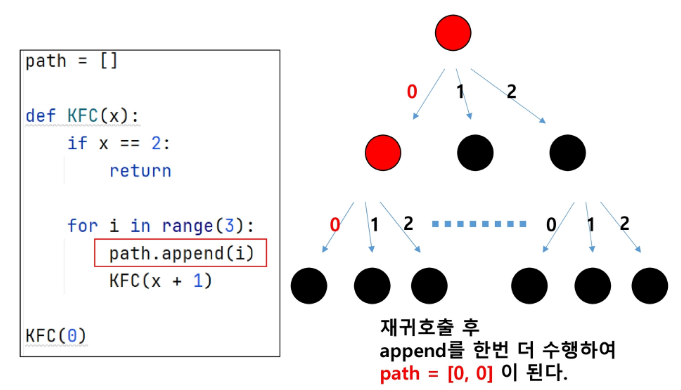 path = []
def KFC(x):
if x == 2:
return
for i in range(3):
path.append(i)
KFC(x + 1)
KFC(0)
0 1 2
0 1 2 0 1 2
재귀호출 후
append를 한번 더 수행하여
path = [0, 0] 이 된다.